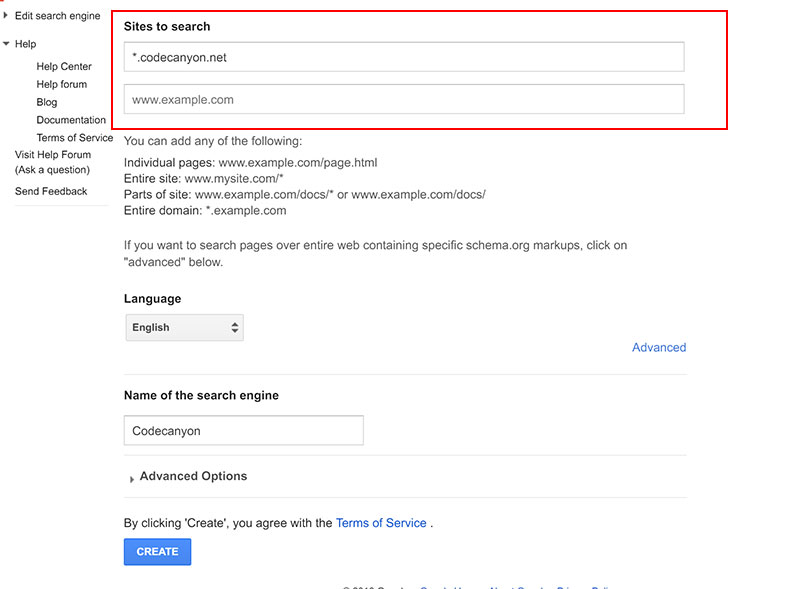 Edit search engine
Help
Help Center
Help forum
Blog
Documentation
Terms of Service
Visit Help Forum
(Ask a question)
Send Feedback
Sites to search
*.codecanyon.net
www.example.com
You can add any of the following:
Individual pages: www.example.com/page.html
Entire site: www.mysite.com/*
Parts of site: www.example.com/docs/* or www.example.com/docs/
Entire domain: *.example.com
If you want to search pages over entire web containing specific schema.org markups, click on
"advanced" below.
Language
English
Advanced
Name of the search engine
Codecanyon
Advanced Options
By clicking 'Create', you agree with the Terms of Service .
CREATE